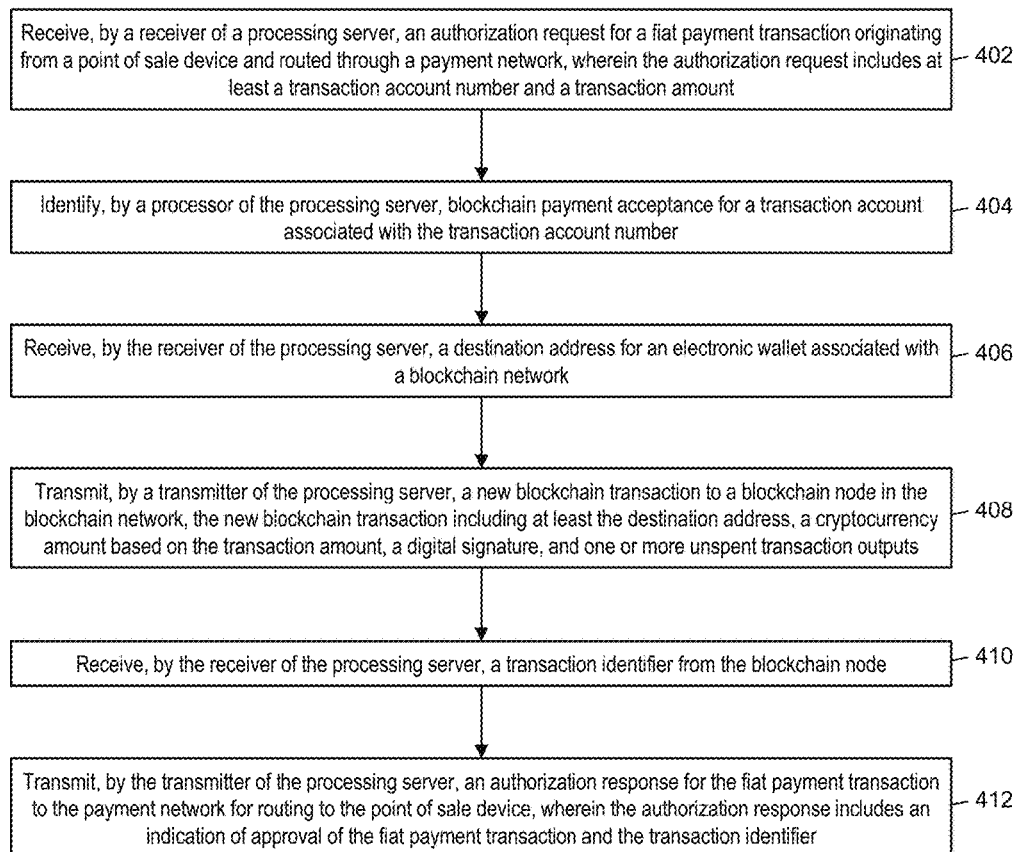 Receive, by a receiver of a processing server, an authorization request for a fiat payment transaction originating
from a point of sale device and routed through a payment network, wherein the authorization request includes at
least a transaction account number and a transaction amount
402
Identify, by a processor of the processing server, blockchain payment acceptance for a transaction account
associated with the transaction account number
404
Receive, by the receiver of the processing server, a destination address for an electronic wallet associated with
a blockchain network
406
Transmit, by a transmitter of the processing server, a new blockchain transaction to a blockchain node in the
blockchain network, the new blockchain transaction including at least the destination address, a cryptocurrency
amount based on the transaction amount, a digital signature, and one or more unspent transaction outputs
408
Receive, by the receiver of the processing server, a transaction identifier from the blockchain node
410
Transmit, by the transmitter of the processing server, an authorization response for the fiat payment transaction
to the payment network for routing to the point of sale device, wherein the authorization response includes an
indication of approval of the fiat payment transaction and the transaction identifier
412